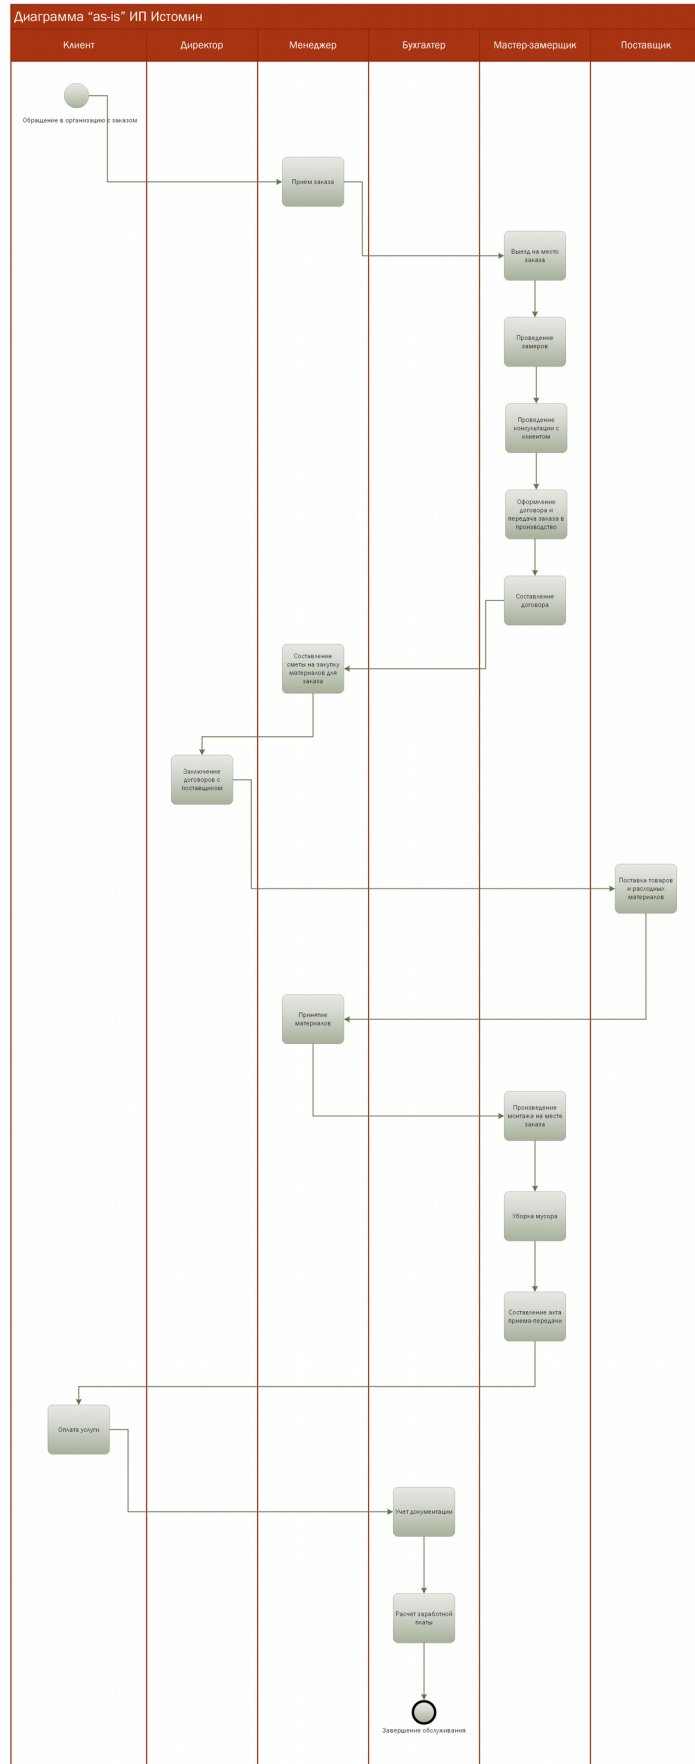 Диаграмма “as-is” ИП Истомин
Клиент
Директор
Менеджер
Бухгалтер
Мастер-замерщик
Поставщик
Обращение в организацию с заказом
Прием заказа
Выезд на место
заказа
Проведение
замеров
Проведение
консультации с
клиентом
Оформление
договора и
передача заказа в
производство
Составление
договора
Составление
сметы на закупку
материалов для
заказа
Заключение
договоров с
поставщиком
Поставка товаров
и расходных
материалов
Принятие
материалов
Произведение
монтажа на месте
заказа
Уборка мусора
Составление акта
приема-передачи
Оплата услуги
Учет документации
Расчет заработной
платы
Завершение обслуживания